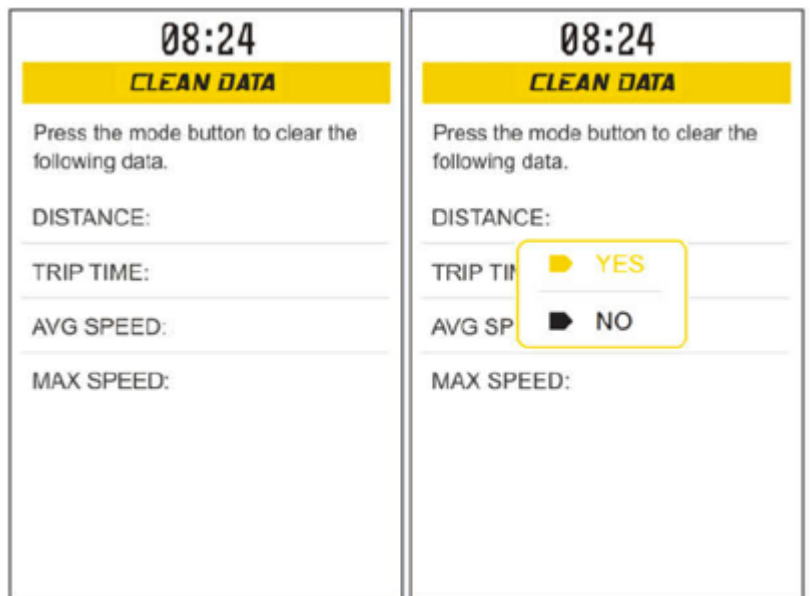 08:24
CLEAN DATA
Press the mode button to clear the
following data.
DISTANCE:
TRIP TIME:
AVG SPEED:
MAX SPEED:
08:24
CLEAN DATA
Press the mode button to clear the
following data.
DISTANCE:
TRIP TIM
YES
AVG SP
NO
MAX SPEED: